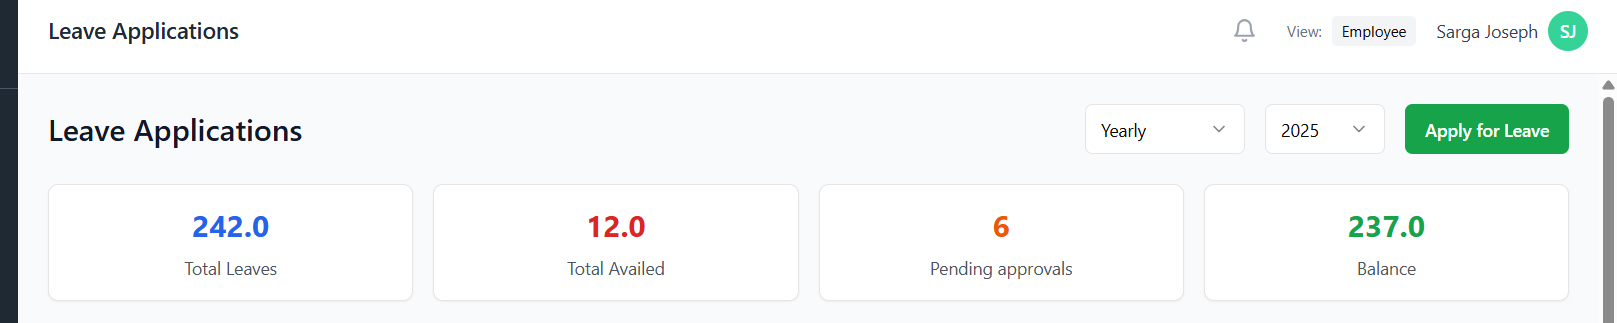 Leave Applications
View: Employee Sarga Joseph SJ
Leave Applications
Yearly 2025 Apply for Leave
242.0 12.0 6 237.0
Total Leaves Total Availed Pending approvals Balance